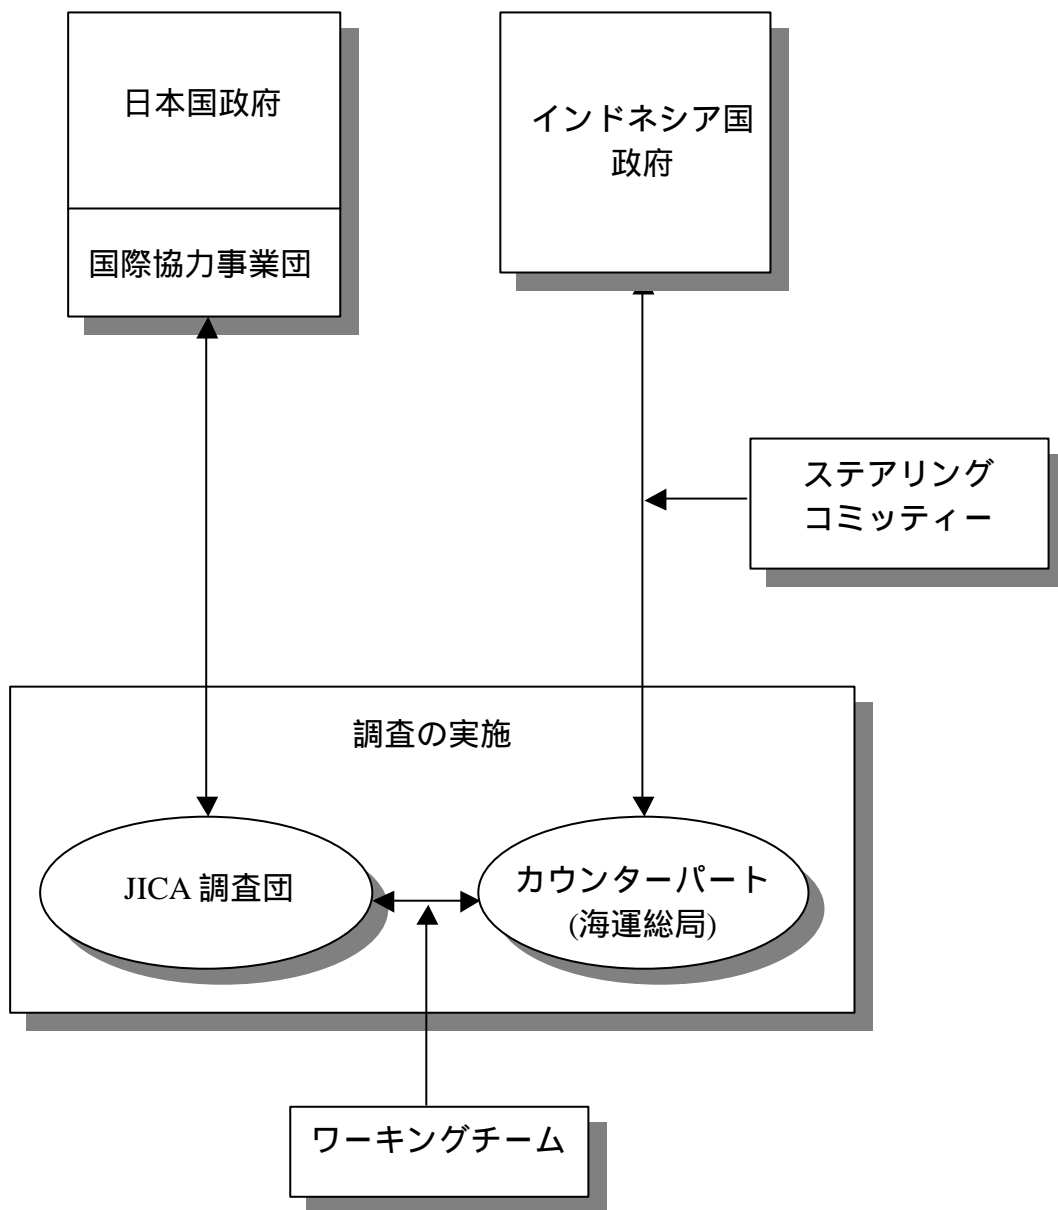 日本国政府
国際協力事業団
インドネシア国
政府
ステアリング
コミッティー
調査の実施
JICA 調査団
カウンターパート
(海運総局)
ワーキングチーム